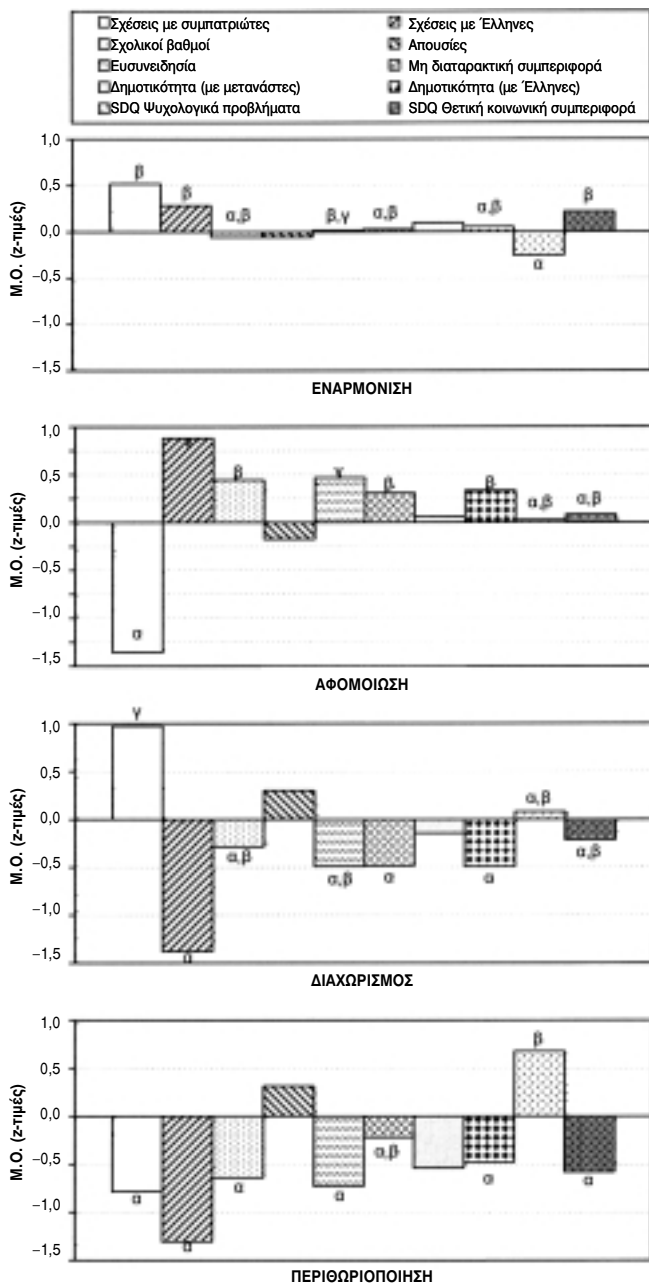 Σχέσεις με συμπατριώτες Σχέσεις με Έλληνες
Σχολικοί βαθμοί Απουσίες
Ευσυνειδησία Μη διαταρακτική συμπεριφορά
Δημοτικότητα (με μετανάστες) Δημοτικότητα (με Έλληνες)
SDQ Ψυχολογικά προβλήματα SDQ Θετική κοινωνική συμπεριφορά
Μ.Ο. (z-τιμές)
1,0
0,5
0,0
–0,5
–1,0
–1,5
β β α,β β,γ α,β α,β α β
ΕΝΑΡΜΟΝΙΣΗ
Μ.Ο. (z-τιμές)
1,0
0,5
0,0
–0,5
–1,0
–1,5
α β γ β β α,β α,β
ΑΦΟΜΟΙΩΣΗ
Μ.Ο. (z-τιμές)
1,0
0,5
0,0
–0,5
–1,0
–1,5
γ α α,β α,β α α α,β α,β
ΔΙΑΧΩΡΙΣΜΟΣ
Μ.Ο. (z-τιμές)
1,0
0,5
0,0
–0,5
–1,0
–1,5
α α α α α,β α β α
ΠΕΡΙΘΩΡΙΟΠΟΙΗΣΗ